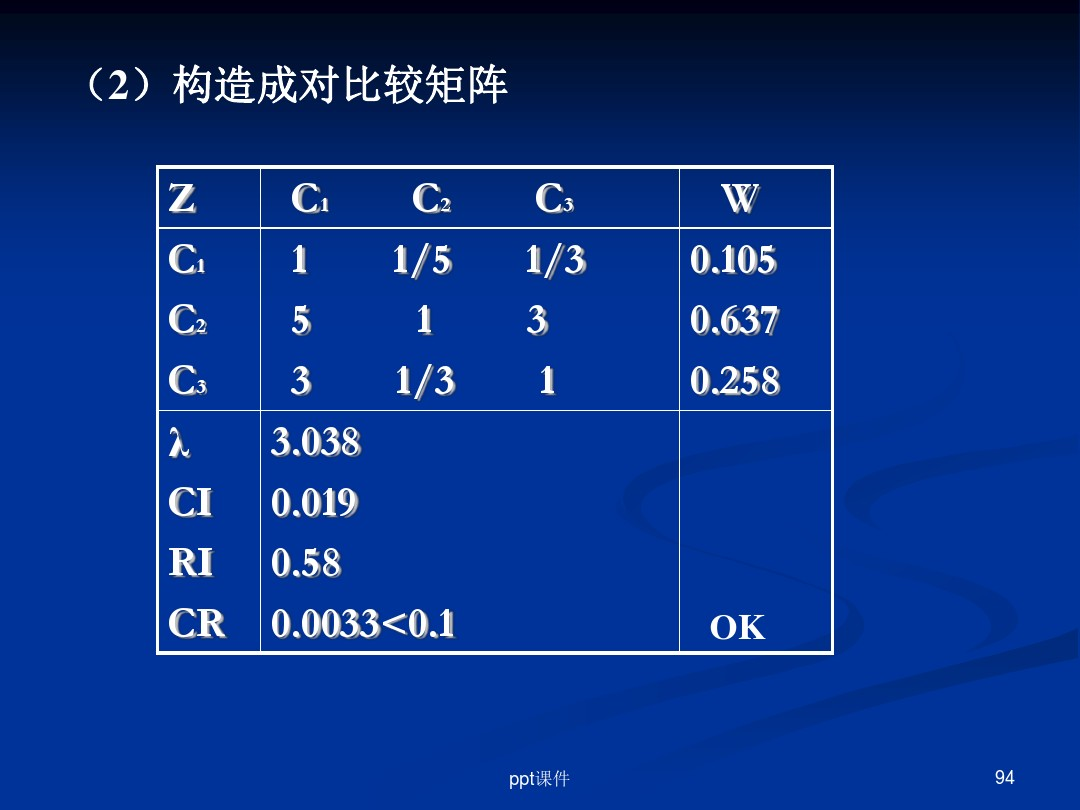 （2）构造成对比较矩阵
Z C₁ C₂ C₃ W
C₁ 1 1/5 1/3 0.105
C₂ 5 1 3 0.637
C₃ 3 1/3 1 0.258
λ 3.038
CI 0.019
RI 0.58
CR 0.0033<0.1 OK
ppt课件 94